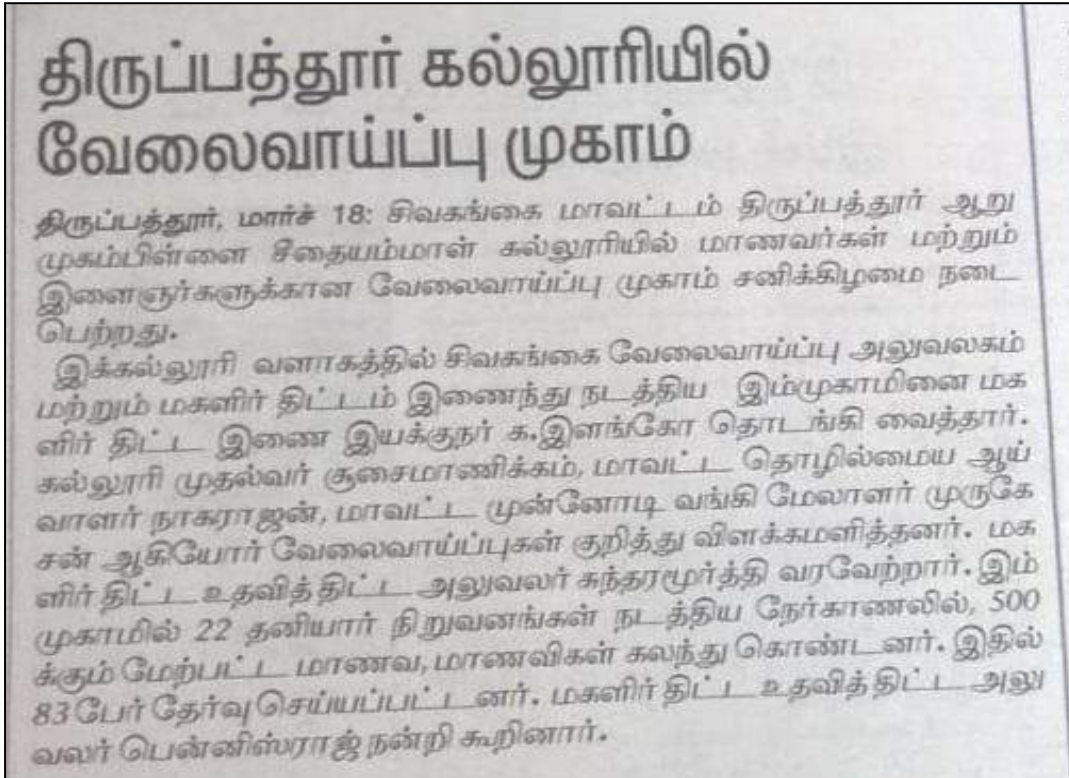 திருப்பத்தூர் கல்லூரியில்
வேலைவாய்ப்பு முகாம்
திருப்பத்தூர், மார்ச் 18: சிவகங்கை மாவட்டம் திருப்பத்தூர் ஆறு
முகம்பிள்ளை சீதையம்மாள் கல்லூரியில் மாணவர்கள் மற்றும்
இளைஞர்களுக்கான வேலைவாய்ப்பு முகாம் சனிக்கிழமை நடை
பெற்றது.
இக்கல்லூரி வளாகத்தில் சிவகங்கை வேலைவாய்ப்பு அலுவலகம்
மற்றும் மகளிர் திட்டம் இணைந்து நடத்திய இம்முகாமினை மக
ளிர் திட்ட இணை இயக்குநர் க.இளங்கோ தொடங்கி வைத்தார்.
கல்லூரி முதல்வர் சூசைமாணிக்கம், மாவட்ட தொழில்மைய ஆய்
வாளர் நாகராஜன், மாவட்ட முன்னோடி வங்கி மேலாளர் முருகே
சன் ஆகியோர் வேலைவாய்ப்புகள் குறித்து விளக்கமளித்தனர். மக
ளிர் திட்ட உதவித் திட்ட அலுவலர் சுந்தரமூர்த்தி வரவேற்றார். இம்
முகாமில் 22 தனியார் நிறுவனங்கள் நடத்திய நேர்காணலில், 500
க்கும் மேற்பட்ட மாணவ, மாணவிகள் கலந்து கொண்டனர். இதில்
83 பேர் தேர்வு செய்யப்பட்டனர். மகளிர் திட்ட உதவித் திட்ட அலு
வலர் பென்னிஸ்ராஜ் நன்றி கூறினார்.